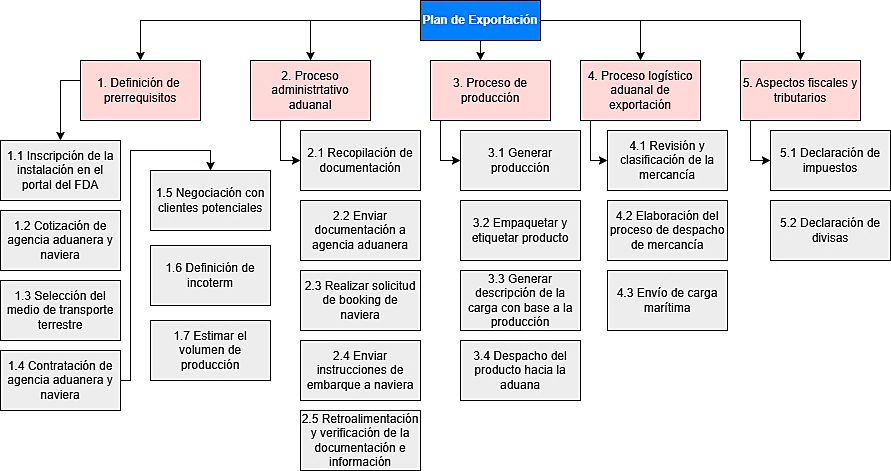 Plan de Exportación
1. Definición de
prerrequisitos
2. Proceso
administrtativo
aduanal
3. Proceso de
producción
4. Proceso logístico
aduanal de
exportación
5. Aspectos fiscales y
tributarios
1.1 Inscripción de la
instalación en el
portal del FDA
1.2 Cotización de
agencia aduanera y
naviera
1.3 Selección del
medio de transporte
terrestre
1.4 Contratación de
agencia aduanera y
naviera
1.5 Negociación con
clientes potenciales
1.6 Definición de
incoterm
1.7 Estimar el
volumen de
producción
2.1 Recopilación de
documentación
2.2 Enviar
documentación a
agencia aduanera
2.3 Realizar solicitud
de booking de
naviera
2.4 Enviar
instrucciones de
embarque a naviera
2.5 Retroalimentación
y verificación de la
documentación e
información
3.1 Generar
producción
3.2 Empaquetar y
etiquetar producto
3.3 Generar
descripción de la
carga con base a la
producción
3.4 Despacho del
producto hacia la
aduana
4.1 Revisión y
clasificación de la
mercancía
4.2 Elaboración del
proceso de despacho
de mercancía
4.3 Envío de carga
marítima
5.1 Declaración de
impuestos
5.2 Declaración de
divisas